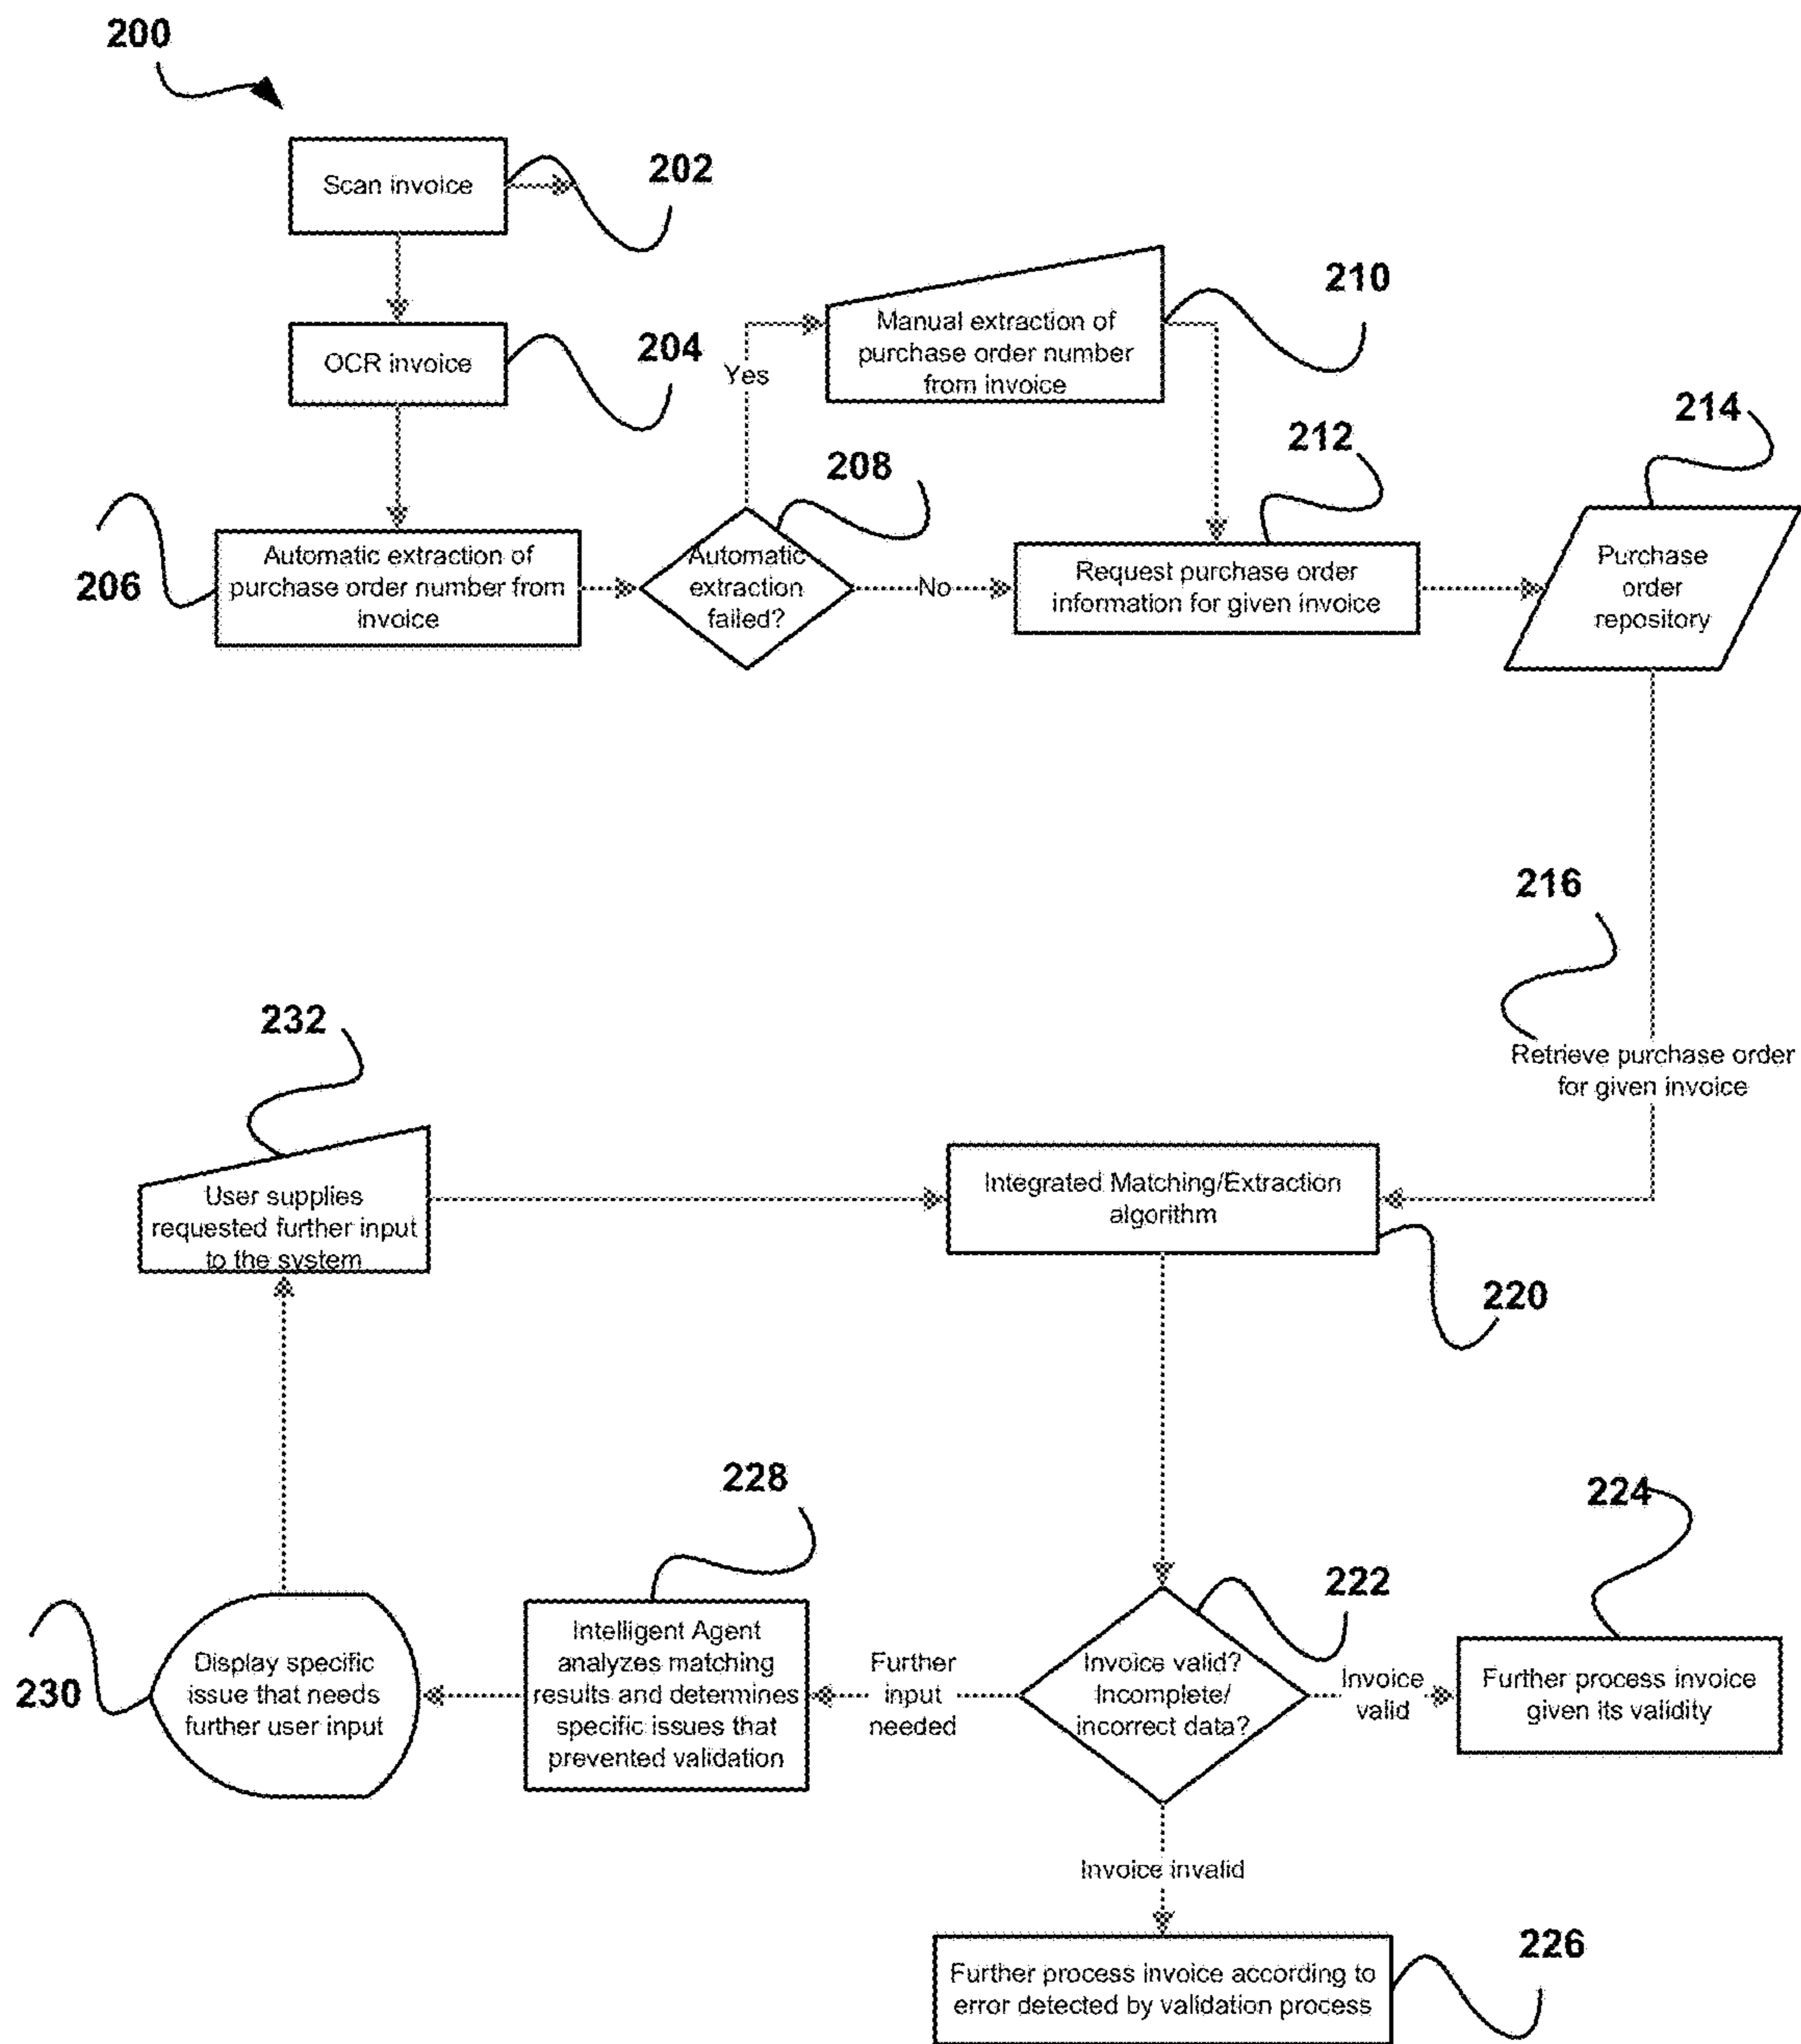 200
Scan invoice
202
OCR invoice
204
Automatic extraction of
purchase order number from
invoice
206
Automatic
extraction
failed?
208
Yes
No
Manual extraction of
purchase order number
from invoice
210
Request purchase order
information for given invoice
212
Purchase
order
repository
214
216
Retrieve purchase order
for given invoice
232
User supplies
requested further input
to the system
Integrated Matching/Extraction
algorithm
220
228
Intelligent Agent
analyzes matching
results and determines
specific issues that
prevented validation
230
Display specific
issue that needs
further user input
Further
input
needed
Invoice valid?
Incomplete/
incorrect data?
222
Invoice
valid
224
Further process invoice
given its validity
Invoice invalid
Further process invoice according to
error detected by validation process
226